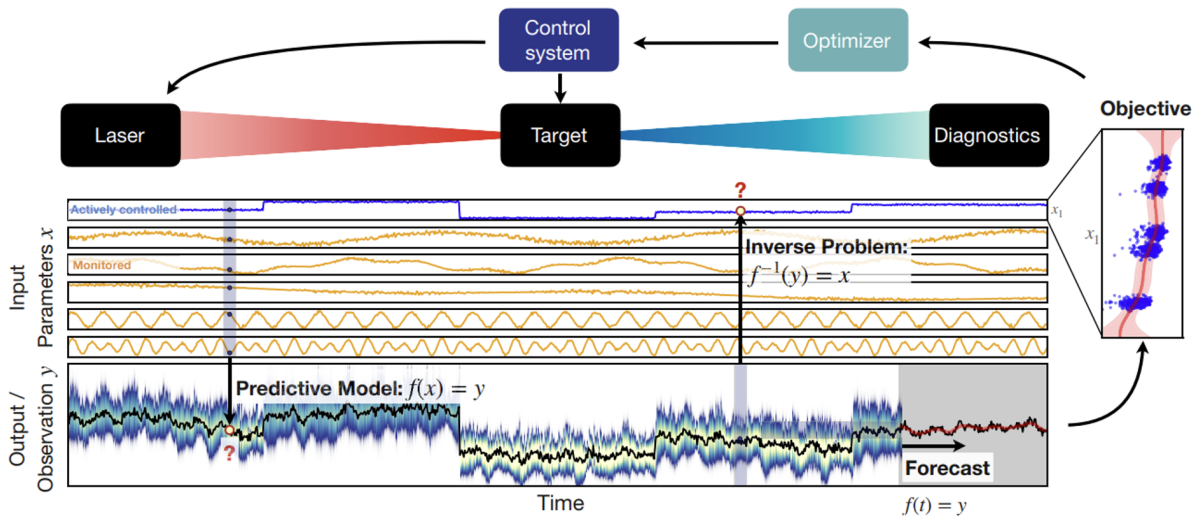 Control
system
Optimizer
Laser
Target
Diagnostics
Objective
Input
Parameters x
Actively controlled
Monitored
?
x₁
x₁
Inverse Problem:
f⁻¹(y) = x
Output /
Observation y
Predictive Model: f(x) = y
?
Forecast
Time
f(t) = y